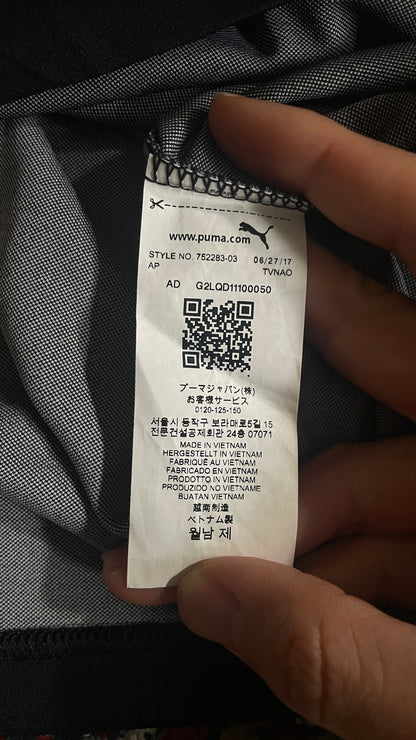 www.puma.com
STYLE NO. 752283-03 06/27/17
AP TVNAO
AD G2LQD11100050
プーマジャパン(株)
お客様サービス
0120-125-150
서울시 동작구 보라매로5길 15
전문건설공제회관 24층 07071
MADE IN VIETNAM
HERGESTELLT IN VIETNAM
FABRIQUÉ AU VIETNAM
FABRICADO EN VIETNAM
PRODOTTO IN VIETNAM
PRODUZIDO NO VIETNAME
BUATAN VIETNAM
越南制造
ベトナム製
월남 제